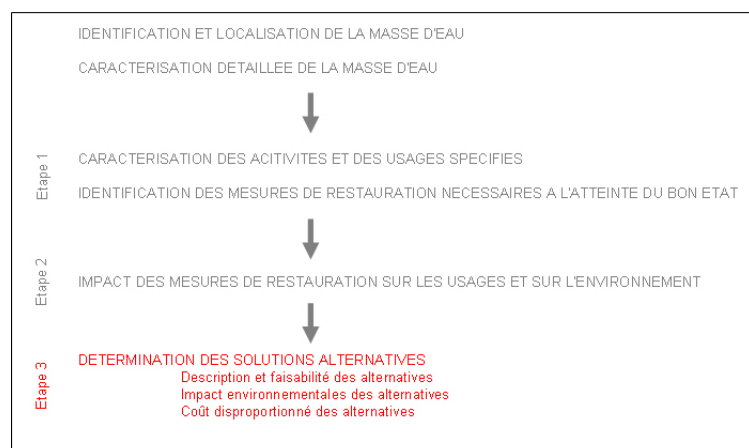 IDENTIFICATION ET LOCALISATION DE LA MASSE D'EAU
CARACTERISATION DETAILLEE DE LA MASSE D'EAU
Etape 1
CARACTERISATION DES ACITIVITES ET DES USAGES SPECIFIES
IDENTIFICATION DES MESURES DE RESTAURATION NECESSAIRES A L'ATTEINTE DU BON ETAT
Etape 2
IMPACT DES MESURES DE RESTAURATION SUR LES USAGES ET SUR L'ENVIRONNEMENT
Etape 3
DETERMINATION DES SOLUTIONS ALTERNATIVES
Description et faisabilité des alternatives
Impact environnementales des alternatives
Coût disproportionné des alternatives